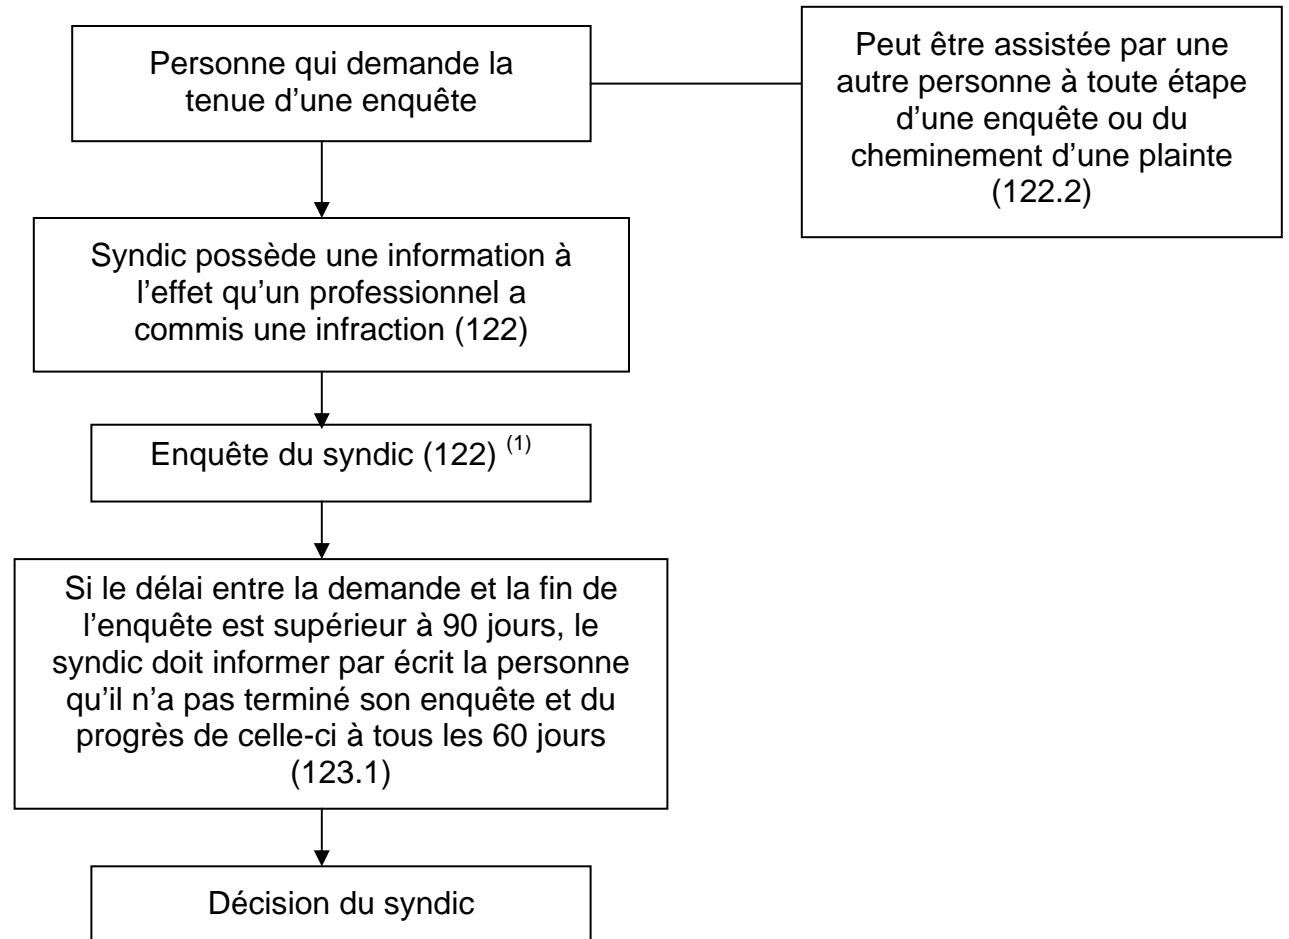 Personne qui demande la
tenue d'une enquête
Peut être assistée par une
autre personne à toute étape
d'une enquête ou du
cheminement d'une plainte
(122.2)
Syndic possède une information à
l'effet qu'un professionnel a
commis une infraction (122)
Enquête du syndic (122) (1)
Si le délai entre la demande et la fin de
l'enquête est supérieur à 90 jours, le
syndic doit informer par écrit la personne
qu'il n'a pas terminé son enquête et du
progrès de celle-ci à tous les 60 jours
(123.1)
Décision du syndic